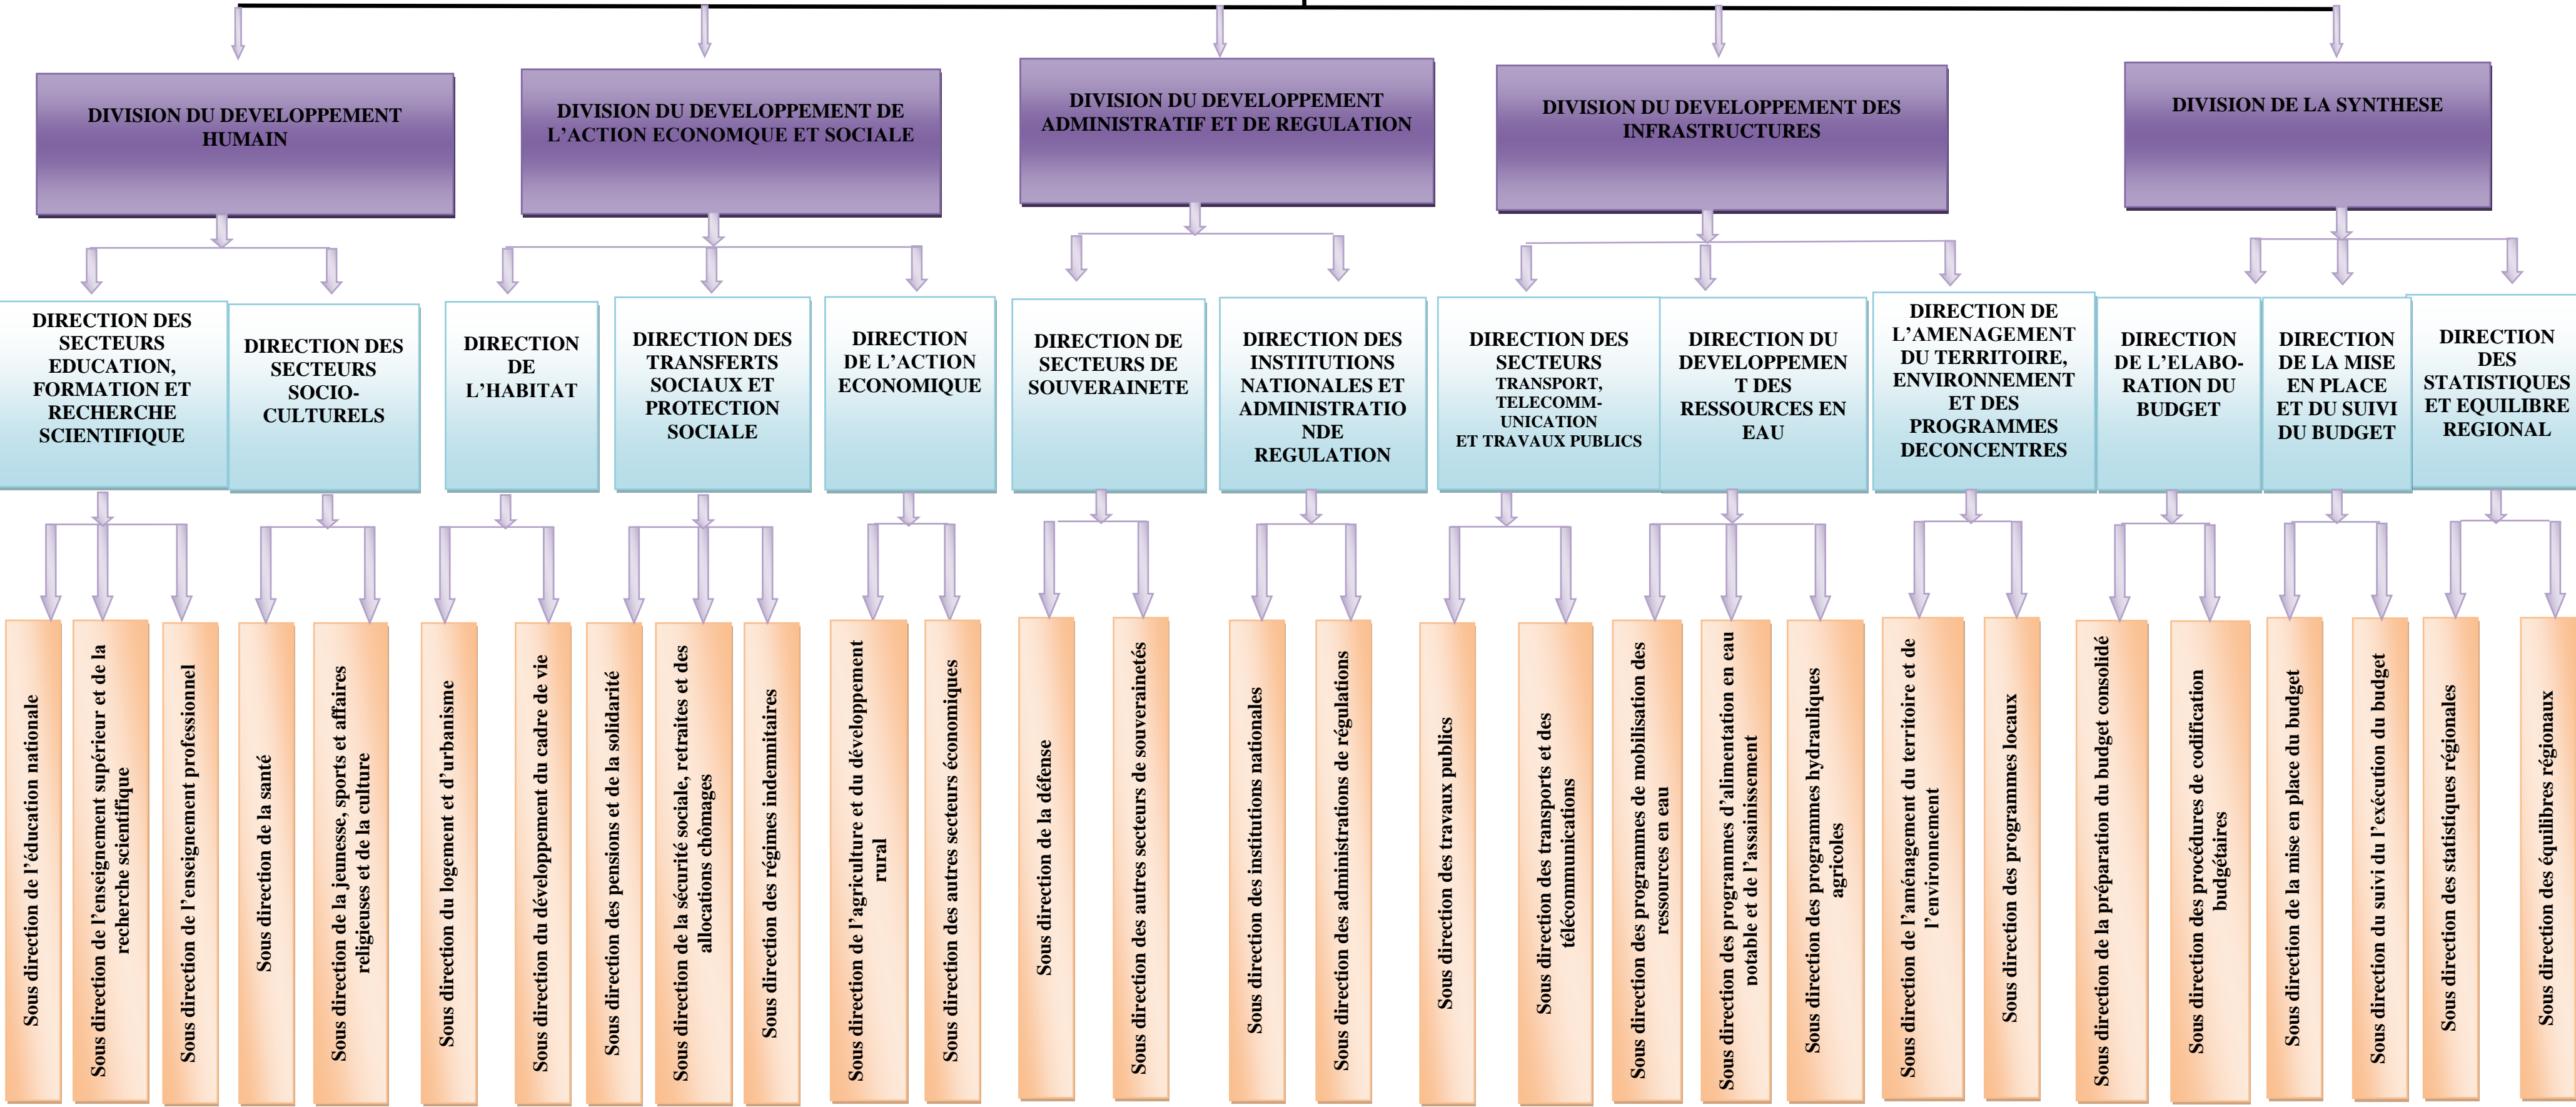 DIVISION DU DEVELOPPEMENT
HUMAIN
DIVISION DU DEVELOPPEMENT DE
L’ACTION ECONOMQUE ET SOCIALE
DIVISION DU DEVELOPPEMENT
ADMINISTRATIF ET DE REGULATION
DIVISION DU DEVELOPPEMENT DES
INFRASTRUCTURES
DIVISION DE LA SYNTHESE
DIRECTION DES
SECTEURS
EDUCATION,
FORMATION ET
RECHERCHE
SCIENTIFIQUE
DIRECTION DES
SECTEURS
SOCIO-
CULTURELS
DIRECTION
DE
L’HABITAT
DIRECTION DES
TRANSFERTS
SOCIAUX ET
PROTECTION
SOCIALE
DIRECTION
DE L’ACTION
ECONOMIQUE
DIRECTION DE
SECTEURS DE
SOUVERAINETE
DIRECTION DES
INSTITUTIONS
NATIONALES ET
ADMINISTRATIO
NDE
REGULATION
DIRECTION DES
SECTEURS
TRANSPORT,
TELECOMM-
UNICATION
ET TRAVAUX PUBLICS
DIRECTION DU
DEVELOPPEMEN
T DES
RESSOURCES EN
EAU
DIRECTION DE
L’AMENAGEMENT
DU TERRITOIRE,
ENVIRONNEMENT
ET DES
PROGRAMMES
DECONCENTRES
DIRECTION
DE L’ELABO-
RATION DU
BUDGET
DIRECTION
DE LA MISE
EN PLACE
ET DU SUIVI
DU BUDGET
DIRECTION
DES
STATISTIQUES
ET EQUILIBRE
REGIONAL
Sous direction de l’éducation nationale
Sous direction de l’enseignement supérieur et de la
recherche scientifique
Sous direction de l’enseignement professionnel
Sous direction de la santé
Sous direction de la jeunesse, sports et affaires
religieuses et de la culture
Sous direction du logement et d’urbanisme
Sous direction du développement du cadre de vie
Sous direction des pensions et de la solidarité
Sous direction de la sécurité sociale, retraites et des
allocations chômages
Sous direction des régimes indemnitaires
Sous direction de l’agriculture et du développement
rural
Sous direction des autres secteurs économiques
Sous direction de la défense
Sous direction des autres secteurs de souverainetés
Sous direction des institutions nationales
Sous direction des administrations de régulations
Sous direction des travaux publics
Sous direction des transports et des
télécommunications
Sous direction des programmes de mobilisation des
ressources en eau
Sous direction des programmes d’alimentation en eau
potable et de l’assainissement
Sous direction des programmes hydrauliques
agricoles
Sous direction de l’aménagement du territoire et de
l’environnement
Sous direction des programmes locaux
Sous direction de la préparation du budget consolidé
Sous direction des procédures de codification
budgétaires
Sous direction de la mise en place du budget
Sous direction du suivi du l’exécution du budget
Sous direction des statistiques régionales
Sous direction des équilibres régionaux